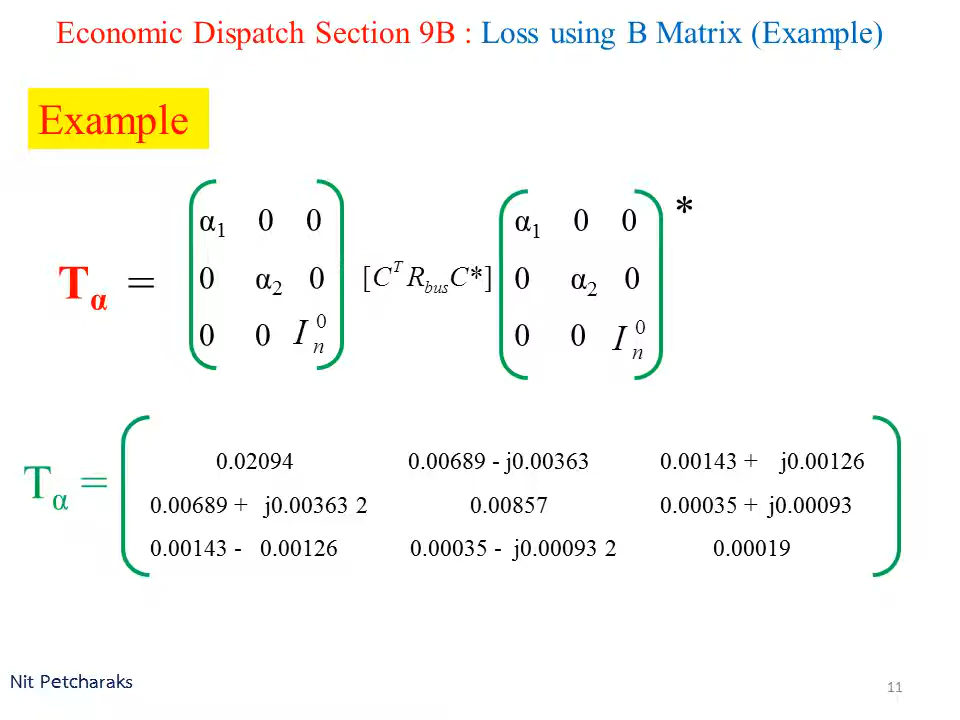 Economic Dispatch Section 9B : Loss using B Matrix (Example)
Example
α1 0 0
α1 0 0 *
Tα =
0 α2 0
[C^T R_bus C*]
0 α2 0
0 0 I_n^0
0 0 I_n^0
Tα =
0.02094 0.00689 - j0.00363 0.00143 + j0.00126
0.00689 + j0.00363 2 0.00857 0.00035 + j0.00093
0.00143 - 0.00126 0.00035 - j0.00093 2 0.00019
Nit Petcharaks
11